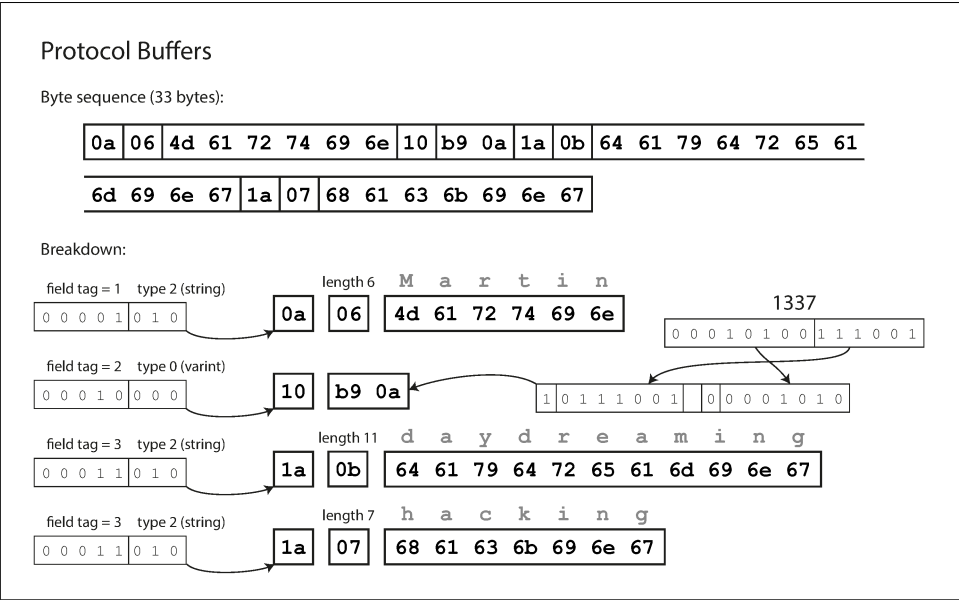 Protocol Buffers
Byte sequence (33 bytes):
0a 06 4d 61 72 74 69 6e 10 b9 0a 1a 0b 64 61 79 64 72 65 61
6d 69 6e 67 1a 07 68 61 63 6b 69 6e 67
Breakdown:
field tag = 1 type 2 (string) length 6 M a r t i n
0 0 0 0 1 0 1 0 0a 06 4d 61 72 74 69 6e
1337
0 0 0 1 0 1 0 0 1 1 1 0 0 1
field tag = 2 type 0 (varint)
0 0 0 1 0 0 0 0 10 b9 0a 1 0 1 1 1 0 0 1 0 0 0 0 1 0 1 0
field tag = 3 type 2 (string) length 11 d a y d r e a m i n g
0 0 0 1 1 0 1 0 1a 0b 64 61 79 64 72 65 61 6d 69 6e 67
field tag = 3 type 2 (string) length 7 h a c k i n g
0 0 0 1 1 0 1 0 1a 07 68 61 63 6b 69 6e 67